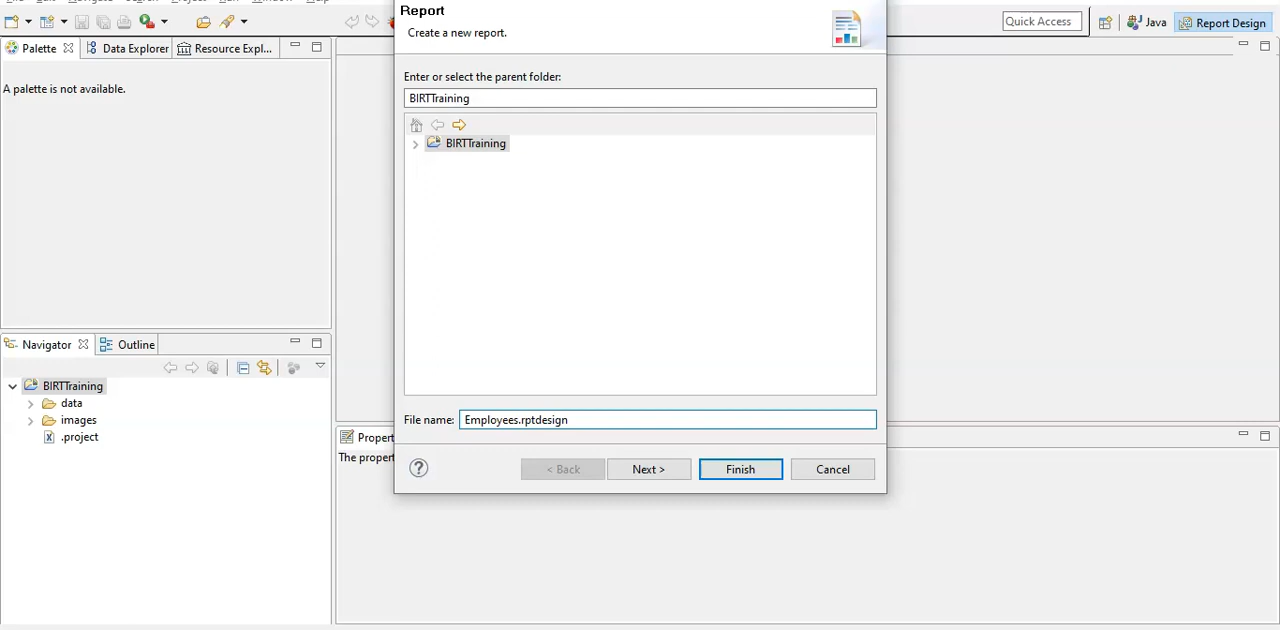 Quick Access
Java
Report Design
Palette
Data Explor
Resource Expl...
A palette is not available.
Report
Create a new report.
Enter or select the parent folder:
BIRTTraining
BIRTTraining
File name:
Employees.rptdesign
< Back
Next >
Finish
Cancel
Navigator
Outline
BIRTTraining
data
images
.project
Propert
The propert